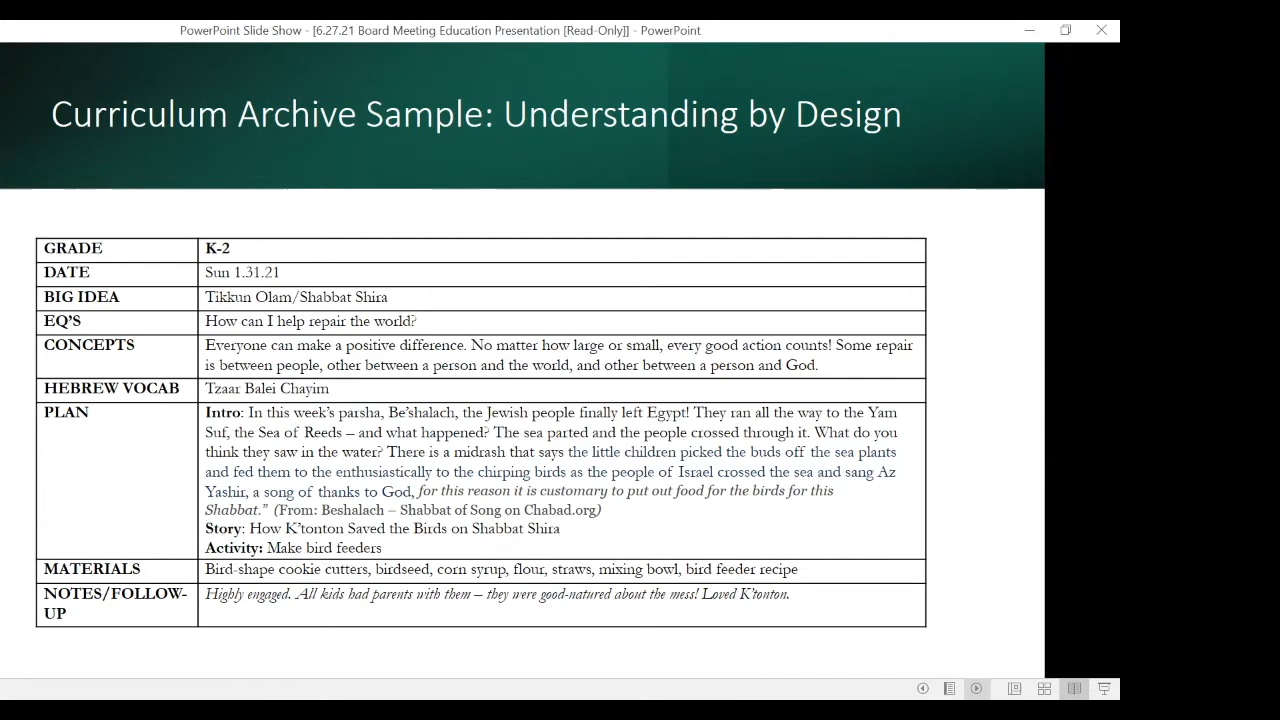 PowerPoint Slide Show - [6.27.21 Board Meeting Education Presentation [Read-Only]] - PowerPoint
Curriculum Archive Sample: Understanding by Design
GRADE K-2
DATE Sun 1.31.21
BIG IDEA Tikkun Olam/Shabbat Shira
EQ'S How can I help repair the world?
CONCEPTS Everyone can make a positive difference. No matter how large or small, every good action counts! Some repair
is between people, other between a person and the world, and other between a person and God.
HEBREW VOCAB Tzaar Balei Chayim
PLAN Intro: In this week's parsha, Be'shalach, the Jewish people finally left Egypt! They ran all the way to the Yam
Suf, the Sea of Reeds – and what happened? The sea parted and the people crossed through it. What do you
think they saw in the water? There is a midrash that says the little children picked the buds off the sea plants
and fed them to the enthusiastically to the chirping birds as the people of Israel crossed the sea and sang Az
Yashir, a song of thanks to God, for this reason it is customary to put out food for the birds for this
Shabbat." (From: Beshalach – Shabbat of Song on Chabad.org)
Story: How K'tonton Saved the Birds on Shabbat Shira
Activity: Make bird feeders
MATERIALS Bird-shape cookie cutters, birdseed, corn syrup, flour, straws, mixing bowl, bird feeder recipe
NOTES/FOLLOW- Highly engaged. All kids had parents with them – they were good-natured about the mess! Loved K'tonton.
UP